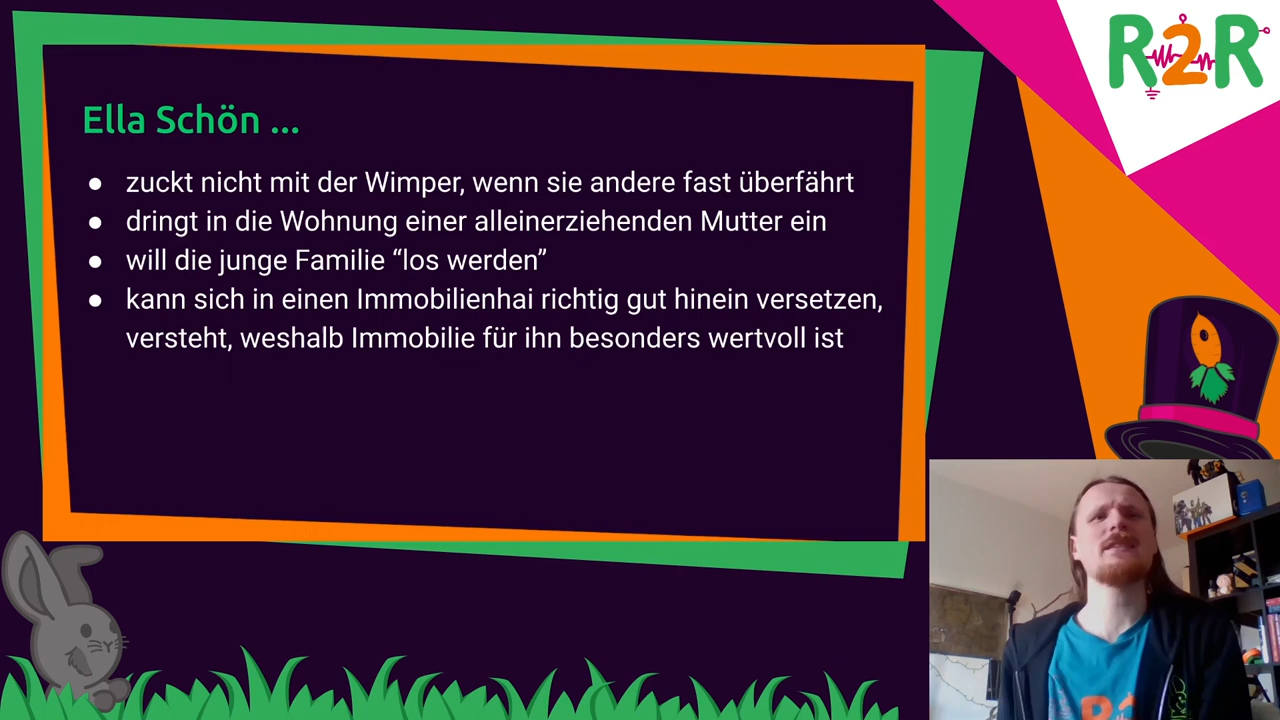 R2R
Ella Schön ...
● zuckt nicht mit der Wimper, wenn sie andere fast überfährt
● dringt in die Wohnung einer alleinerziehenden Mutter ein
● will die junge Familie “los werden”
● kann sich in einen Immobilienhai richtig gut hinein versetzen,
versteht, weshalb Immobilie für ihn besonders wertvoll ist